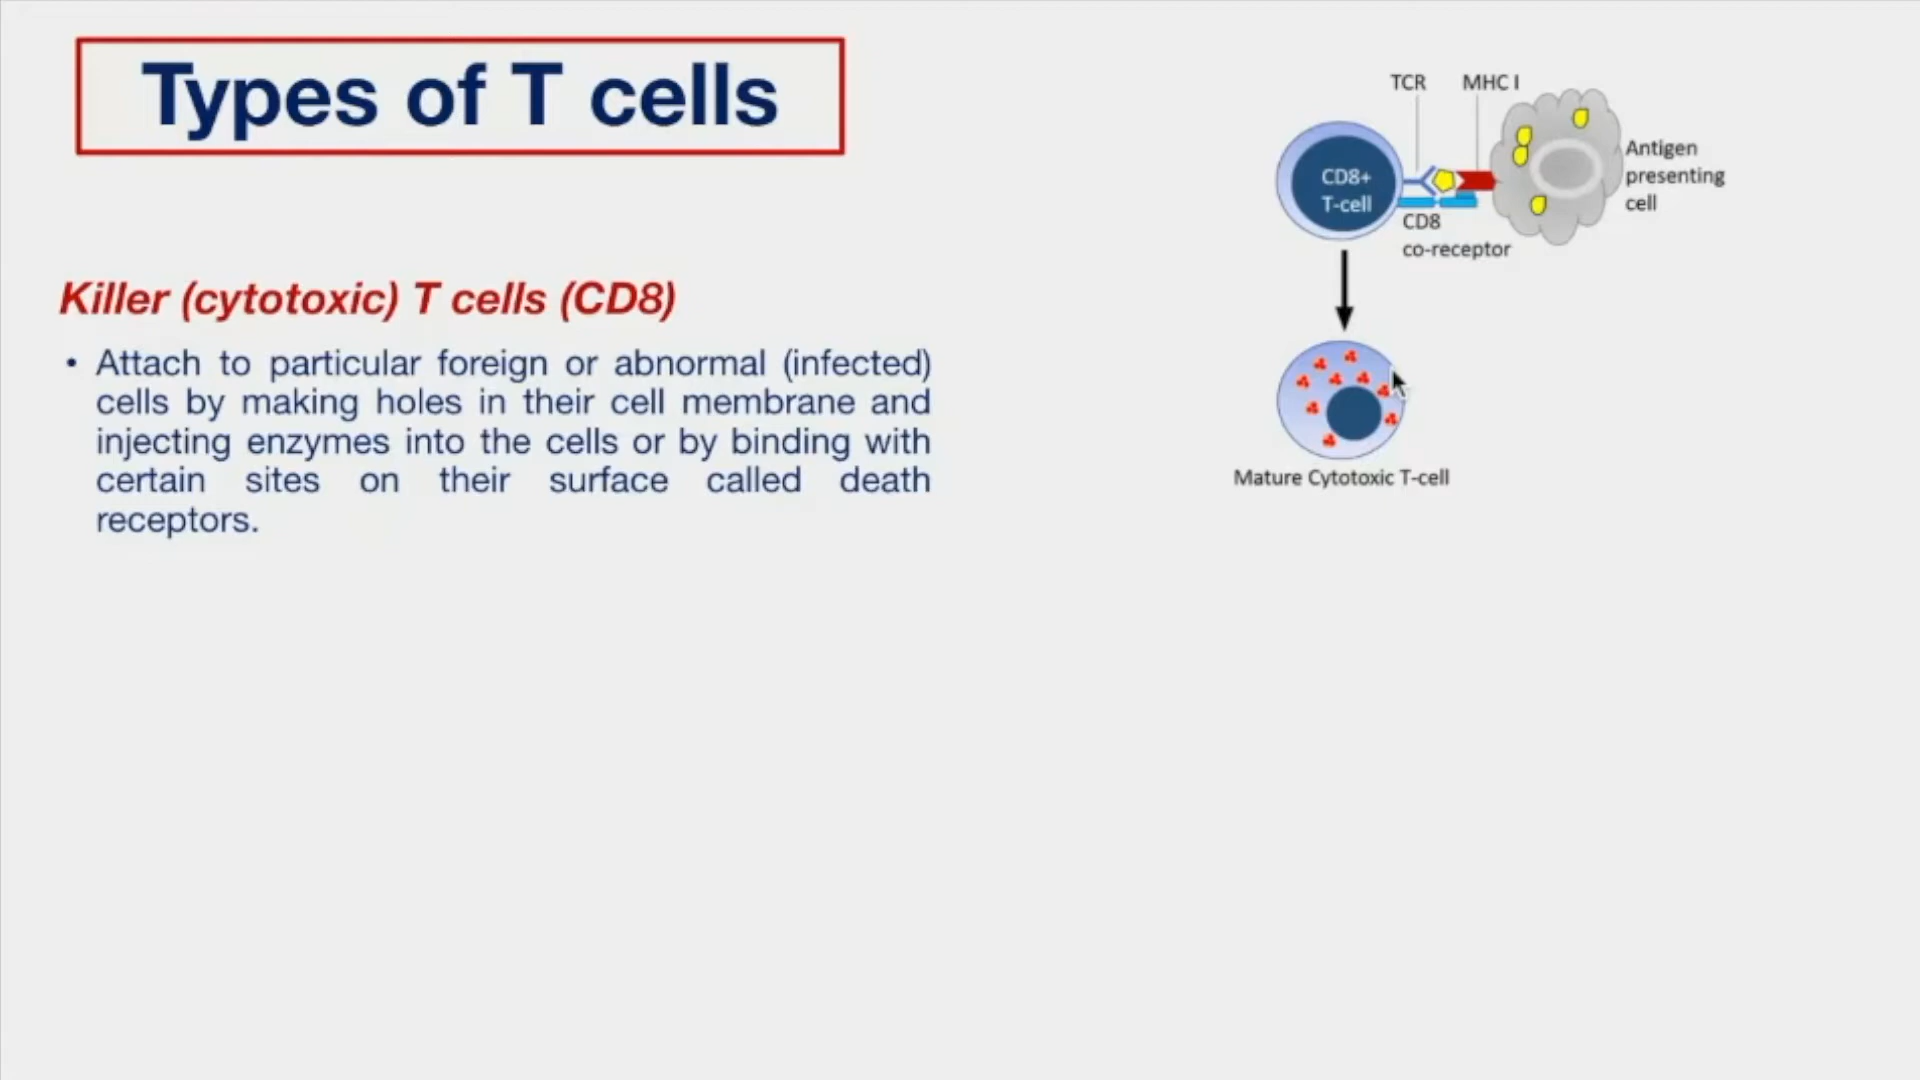 Types of T cells
Killer (cytotoxic) T cells (CD8)
• Attach to particular foreign or abnormal (infected)
cells by making holes in their cell membrane and
injecting enzymes into the cells or by binding with
certain sites on their surface called death
receptors.
TCR
MHC I
CD8+
T-cell
Antigen
presenting
cell
CD8
co-receptor
Mature Cytotoxic T-cell